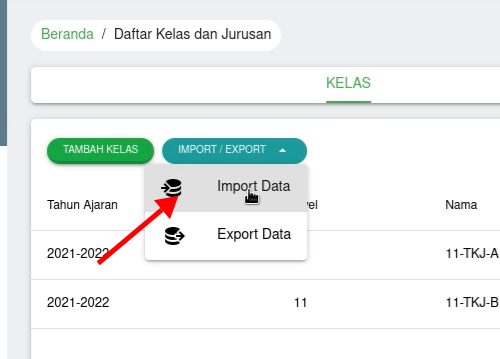 Beranda / Daftar Kelas dan Jurusan
KELAS
TAMBAH KELAS IMPORT / EXPORT
Import Data
Tahun Ajaran vel Nama
Export Data
2021-2022 11-TKJ-A
2021-2022 11 11-TKJ-B